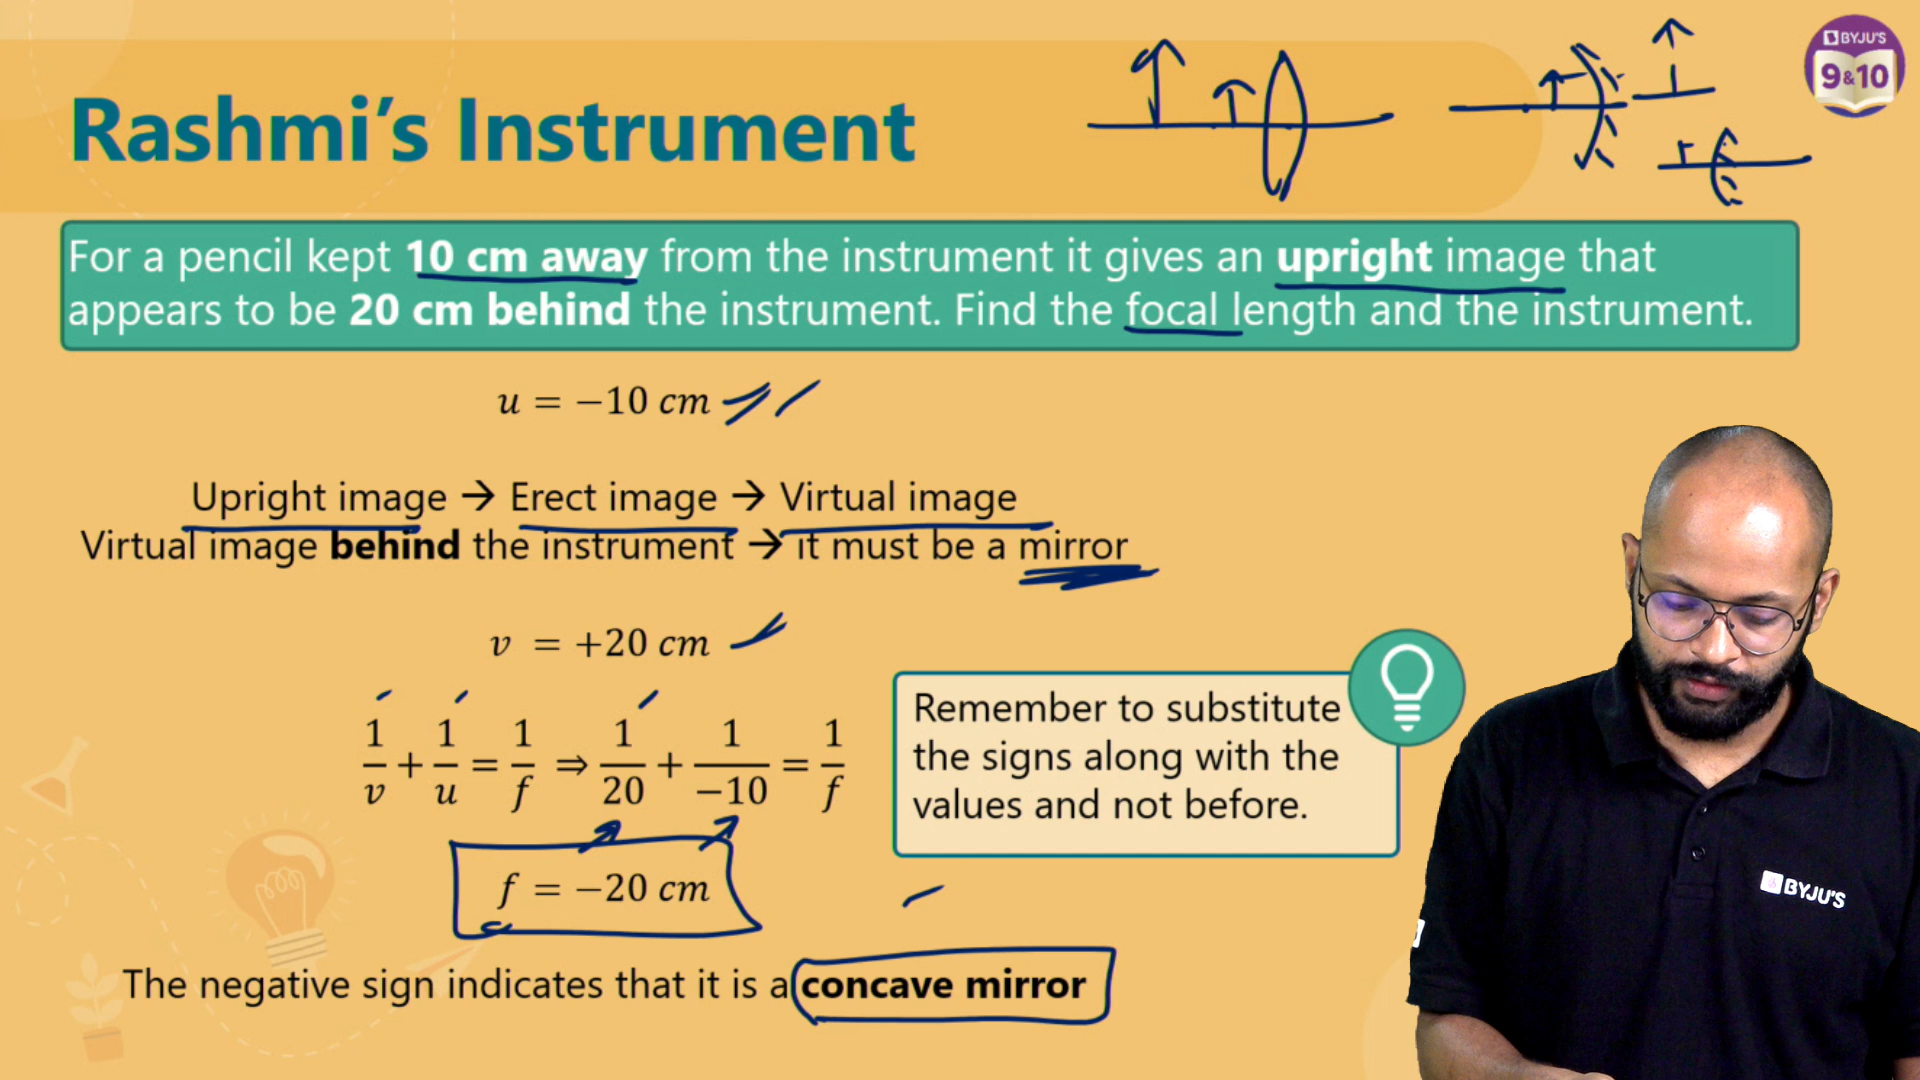 Rashmi’s Instrument
BYJU'S
9&10
For a pencil kept 10 cm away from the instrument it gives an upright image that
appears to be 20 cm behind the instrument. Find the focal length and the instrument.
u = −10 cm
Upright image → Erect image → Virtual image
Virtual image behind the instrument → it must be a mirror
v = +20 cm
1/v + 1/u = 1/f ⇒ 1/20 + 1/−10 = 1/f
f = −20 cm
Remember to substitute
the signs along with the
values and not before.
The negative sign indicates that it is a concave mirror
BYJU'S